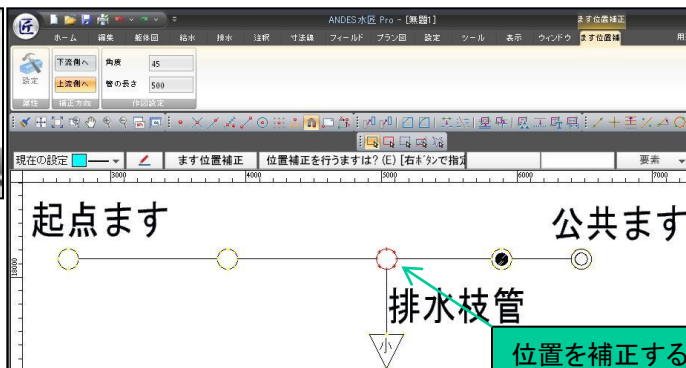 匠
ANDES水匠 Pro - [無題1]
ます位置補正
ホーム 編集 躯体図 給水 排水 注釈 寸法線 フィールド プラン図 設定 ツール 表示 ウィンドウ ます位置補
設定
下流側へ
上流側へ
角度 45
管の長さ 500
属性 補正方向 作図設定
現在の設定 ます位置補正 位置補正を行うますは? (E) [右ボタンで指定 要素
3000 4000 5000 6000 7000
18000
起点ます 公共ます
排水枝管
小
位置を補正する